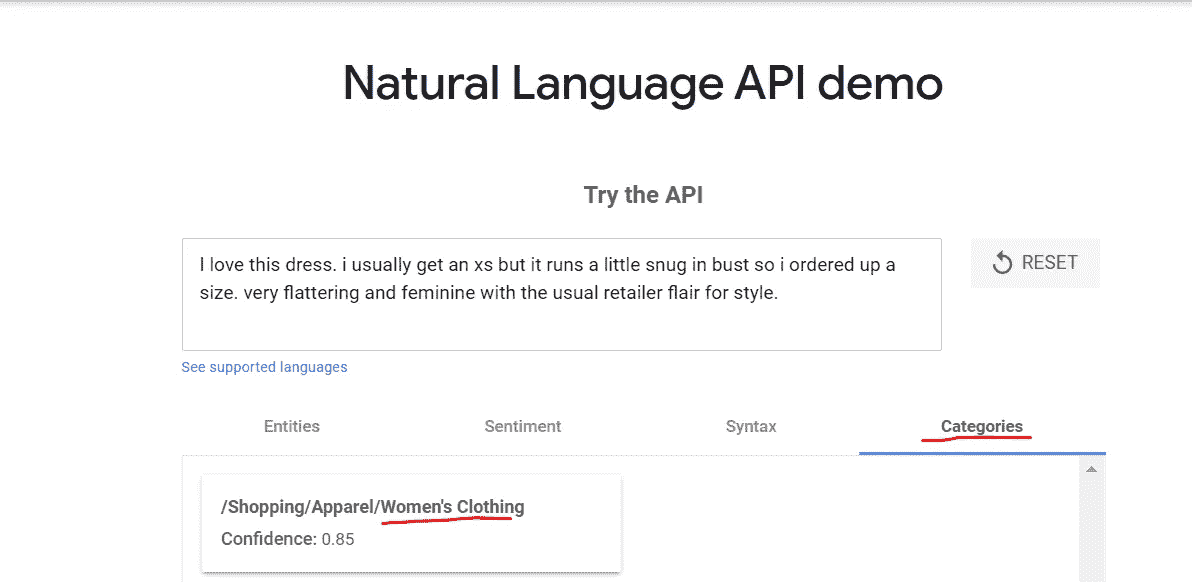 Natural Language API demo
Try the API
I love this dress. i usually get an xs but it runs a little snug in bust so i ordered up a
size. very flattering and feminine with the usual retailer flair for style.
RESET
See supported languages
Entities
Sentiment
Syntax
Categories
/Shopping/Apparel/Women's Clothing
Confidence: 0.85